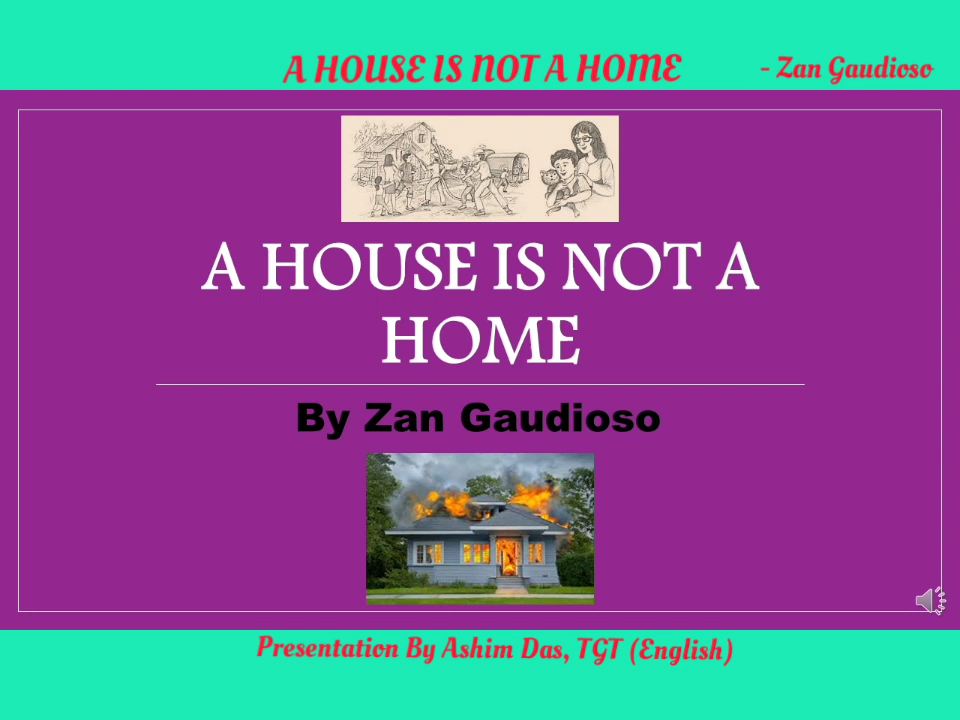 A HOUSE IS NOT A HOME - Zan Gaudioso
A HOUSE IS NOT A
HOME
By Zan Gaudioso
Presentation By Ashim Das, TGT (English)